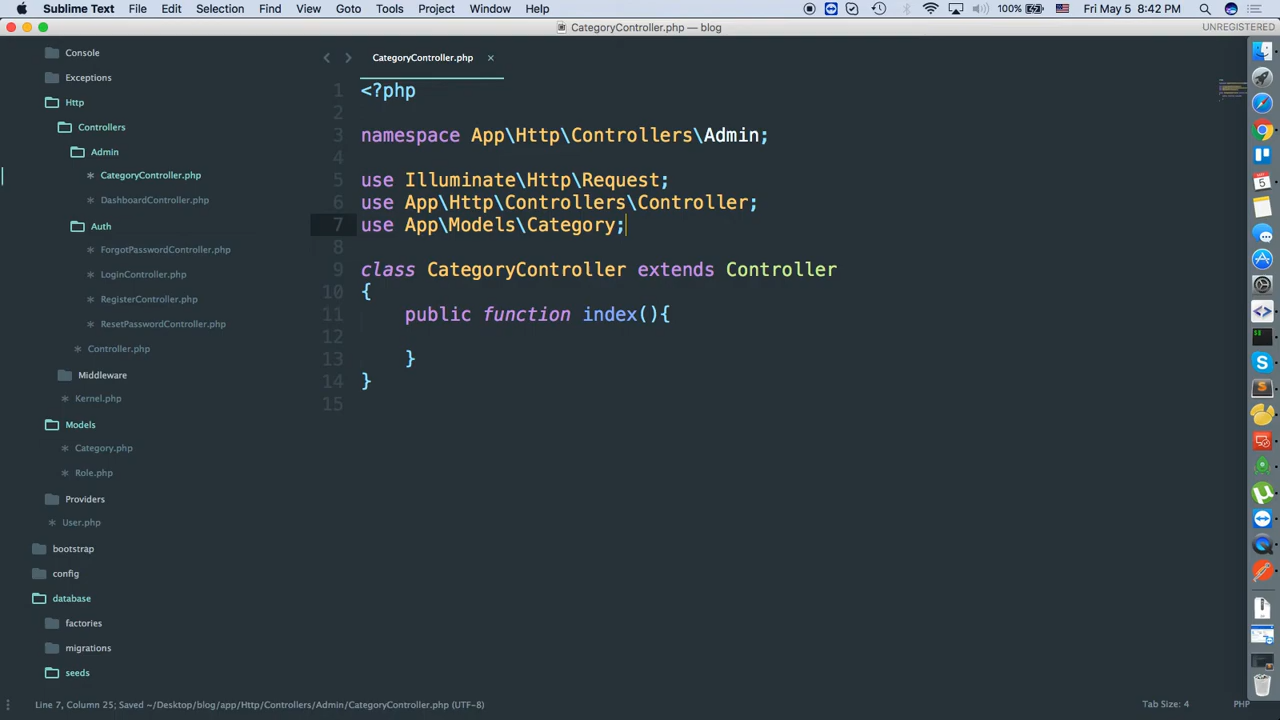 Sublime Text File Edit Selection Find View Goto Tools Project Window Help 100% Fri May 5 8:42 PM
CategoryController.php — blog UNREGISTERED
Console
Exceptions
Http
Controllers
Admin
* CategoryController.php
* DashboardController.php
Auth
* ForgotPasswordController.php
* LoginController.php
* RegisterController.php
* ResetPasswordController.php
* Controller.php
Middleware
* Kernel.php
Models
* Category.php
* Role.php
Providers
* User.php
bootstrap
config
database
factories
migrations
seeds
CategoryController.php ×
1 <?php
2
3 namespace App\Http\Controllers\Admin;
4
5 use Illuminate\Http\Request;
6 use App\Http\Controllers\Controller;
7 use App\Models\Category;
8
9 class CategoryController extends Controller
10 {
11 public function index(){
12
13 }
14 }
15
Line 7, Column 25; Saved ~/Desktop/blog/app/Http/Controllers/Admin/CategoryController.php (UTF-8) Tab Size: 4 PHP